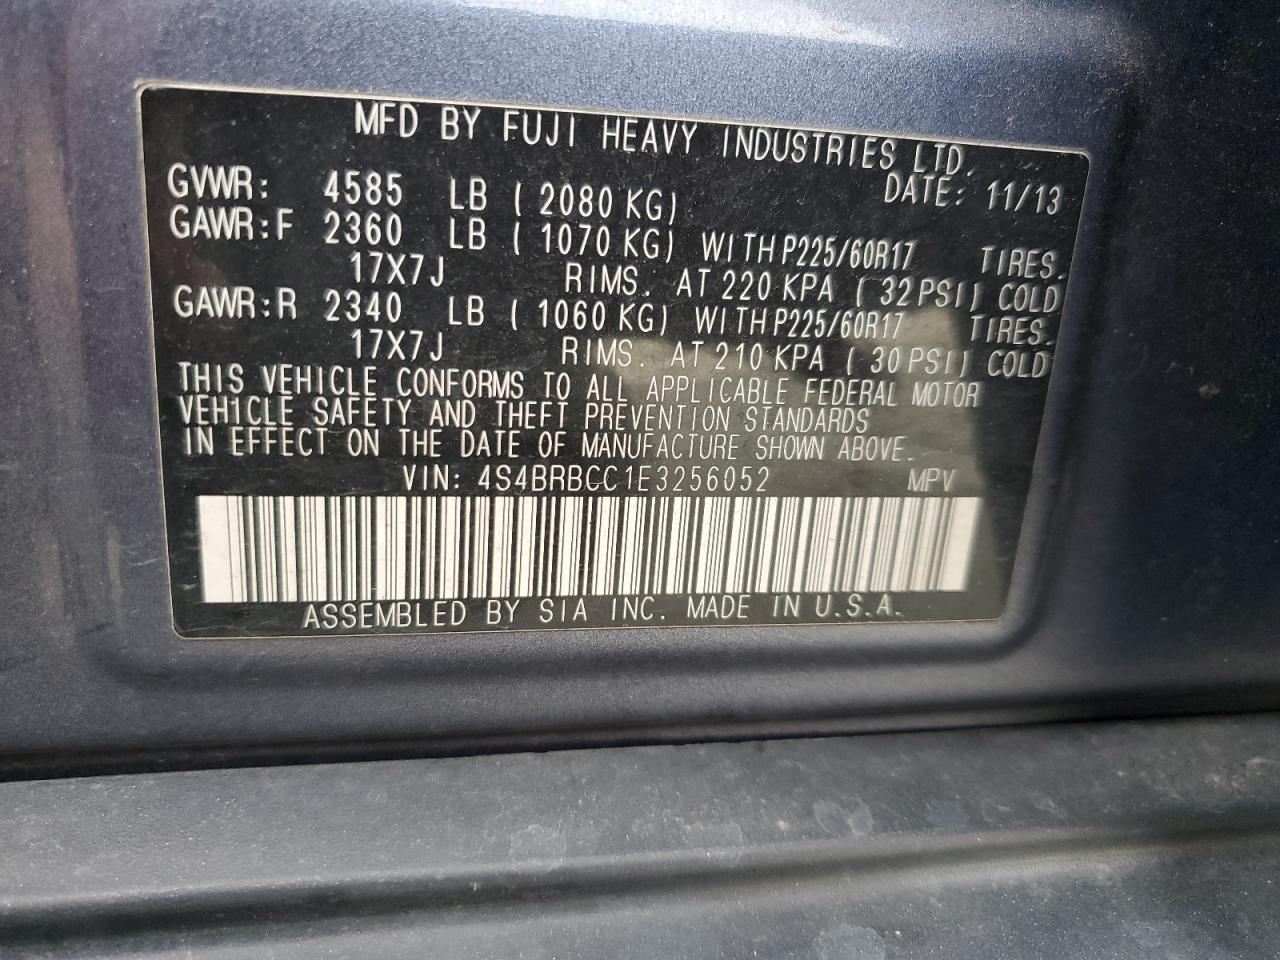 MFD BY FUJI HEAVY INDUSTRIES LTD.
GVWR: 4585 LB ( 2080 KG) DATE: 11/13
GAWR:F 2360 LB ( 1070 KG) WITH P225/60R17 TIRES.
17X7J RIMS. AT 220 KPA ( 32 PSI) COLD
GAWR:R 2340 LB ( 1060 KG) WITH P225/60R17 TIRES.
17X7J RIMS. AT 210 KPA ( 30 PSI) COLD
THIS VEHICLE CONFORMS TO ALL APPLICABLE FEDERAL MOTOR
VEHICLE SAFETY AND THEFT PREVENTION STANDARDS
IN EFFECT ON THE DATE OF MANUFACTURE SHOWN ABOVE.
VIN: 4S4BRBCC1E3256052 MPV
ASSEMBLED BY SIA INC. MADE IN U.S.A.